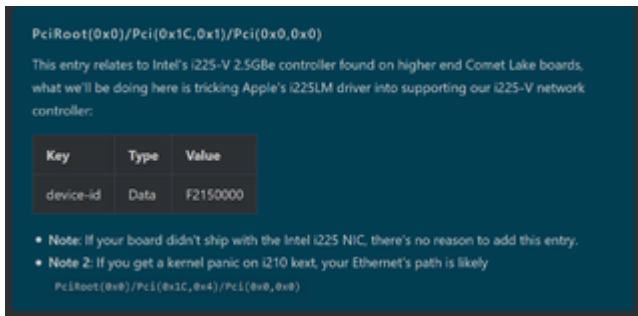 PciRoot(0x0)/Pci(0x1C,0x1)/Pci(0x0,0x0)
This entry relates to Intel's i225-V 2.5GBe controller found on higher end Comet Lake boards,
what we'll be doing here is tricking Apple's i225LM driver into supporting our i225-V network
controller:
Key Type Value
device-id Data F2150000
• Note: If your board didn't ship with the Intel i225 NIC, there's no reason to add this entry.
• Note 2: If you get a kernel panic on i210 kext, your Ethernet's path is likely
PciRoot(0x0)/Pci(0x1C,0x4)/Pci(0x0,0x0)